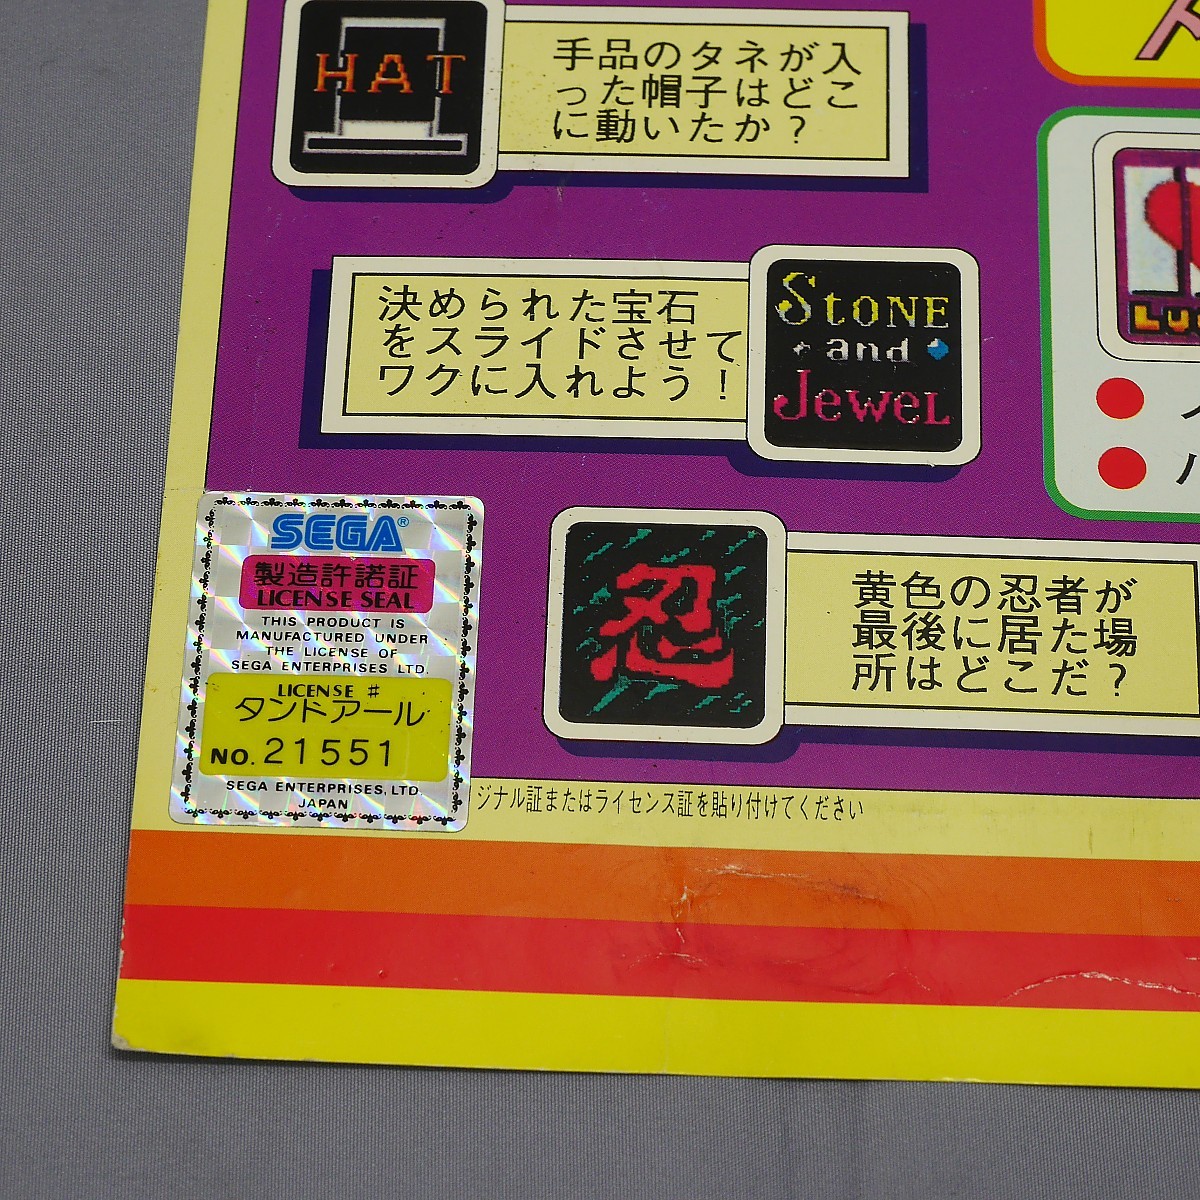 HAT
手品のタネが入
った帽子はどこ
に動いたか？
決められた宝石
をスライドさせて
ワクに入れよう！
STONE
and
JEWEL
SEGA®
製造許諾証
LICENSE SEAL
THIS PRODUCT IS
MANUFACTURED UNDER
THE LICENSE OF
SEGA ENTERPRISES LTD.
LICENSE #
タンドアール
NO. 21551
SEGA ENTERPRISES, LTD.
JAPAN
忍
黄色の忍者が
最後に居た場
所はどこだ？
ジナル証またはライセンス証を貼り付けてください